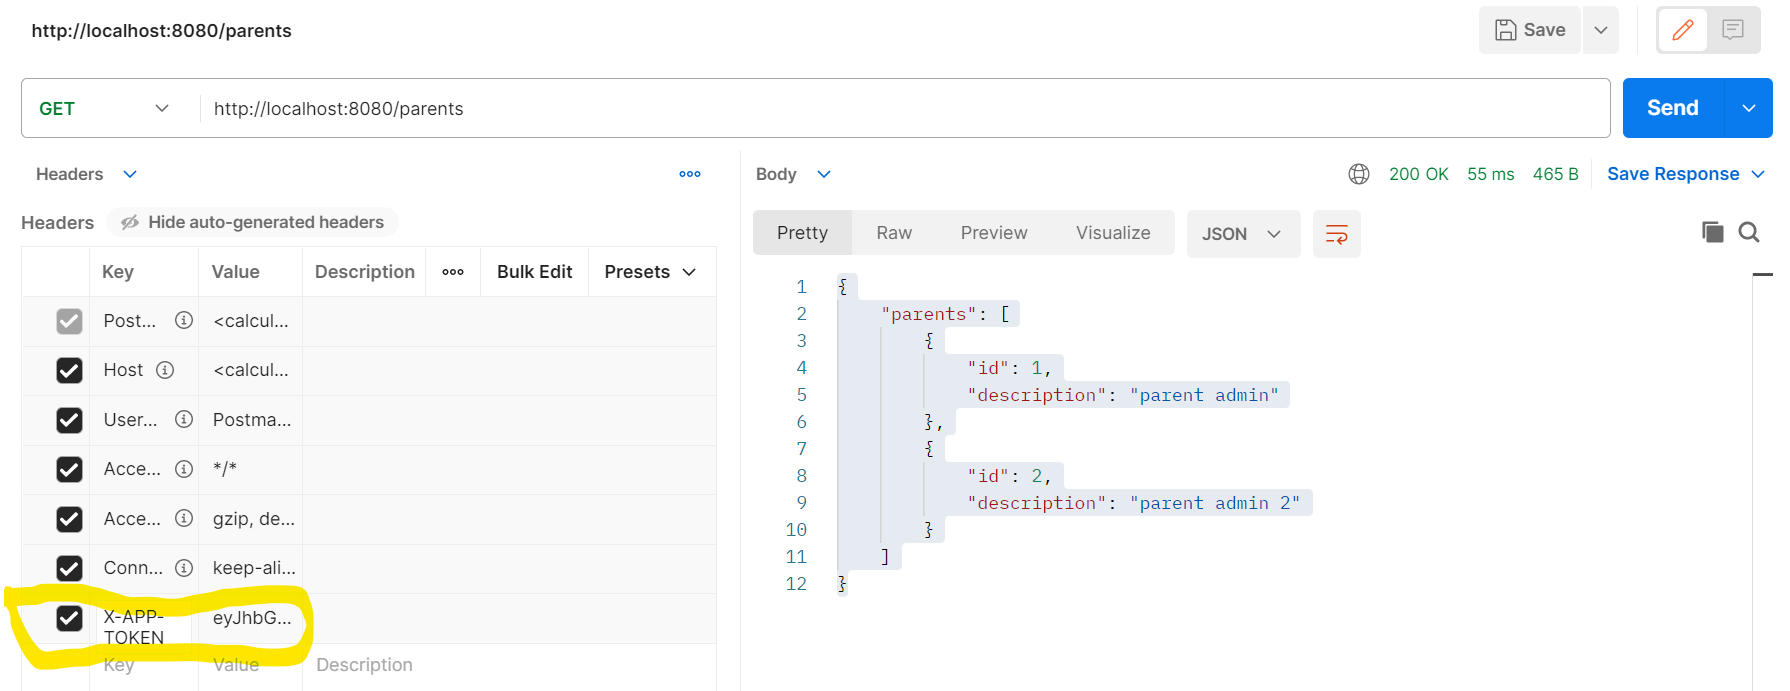 http://localhost:8080/parents
Save
GET
http://localhost:8080/parents
Send
Headers
Body
200 OK 55 ms 465 B Save Response
Headers Hide auto-generated headers
Pretty Raw Preview Visualize JSON
Key Value Description Bulk Edit Presets
Post... <calcul...
Host <calcul...
User... Postma...
Acce... */*
Acce... gzip, de...
Conn... keep-ali...
X-APP-
TOKEN eyJhbG...
Key Value Description
1 {
2 "parents": [
3 {
4 "id": 1,
5 "description": "parent admin"
6 },
7 {
8 "id": 2,
9 "description": "parent admin 2"
10 }
11 ]
12 }